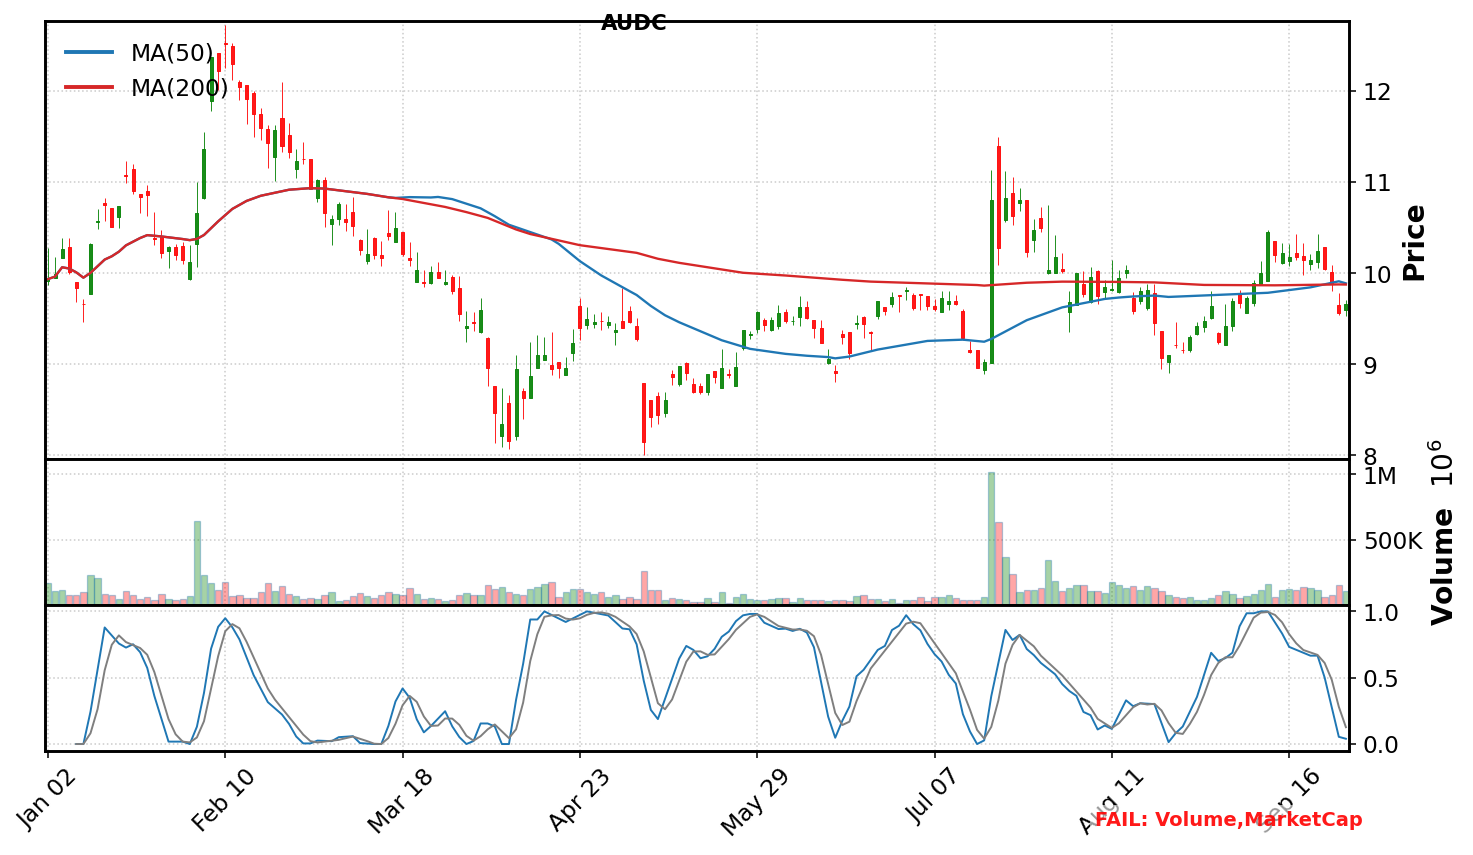 AUDC
MA(50)
MA(200)
12
11
10
9
8
Price
1M
500K
Volume 10^6
1.0
0.5
0.0
Jan 02
Feb 10
Mar 18
Apr 23
May 29
Jul 07
Aug 11
Sep 16
FAIL: Volume,MarketCap